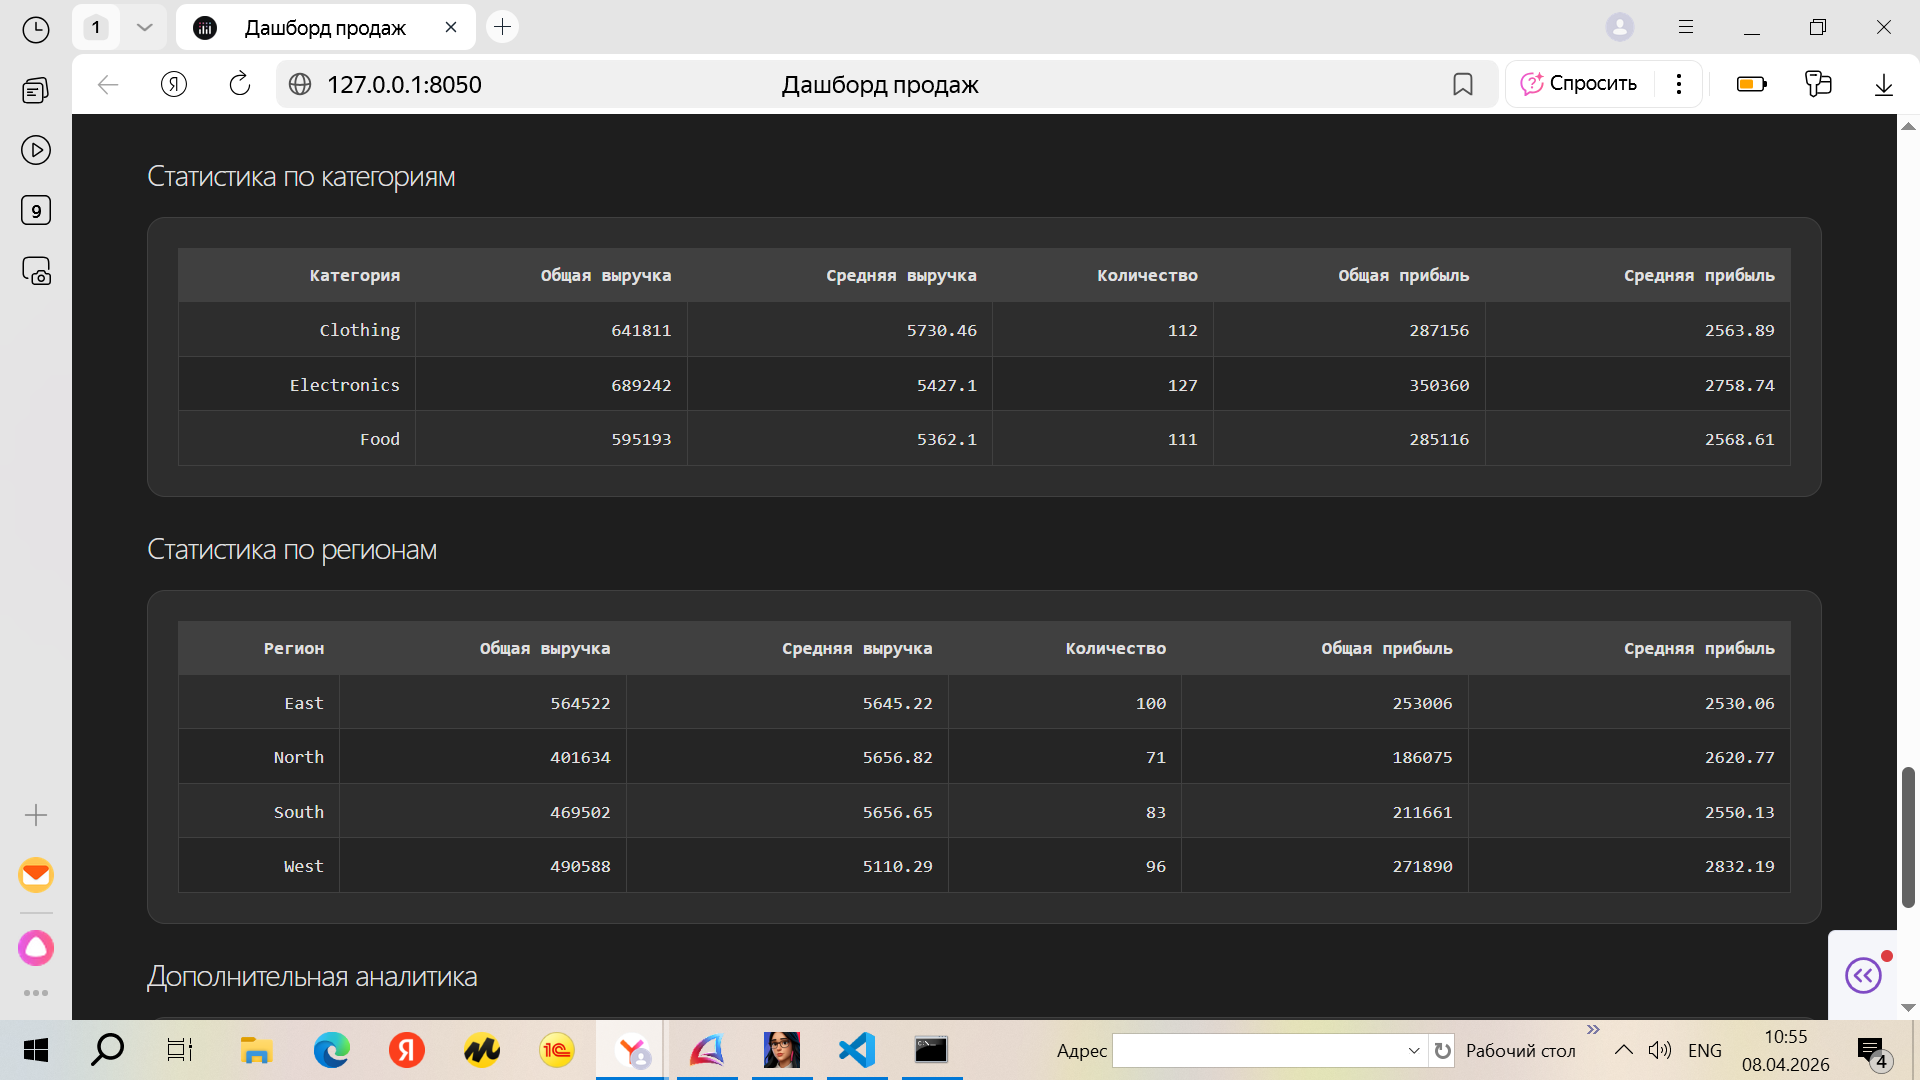 1
Дашборд продаж
127.0.0.1:8050
Дашборд продаж
Спросить
9
Статистика по категориям
Категория Общая выручка Средняя выручка Количество Общая прибыль Средняя прибыль
Clothing 641811 5730.46 112 287156 2563.89
Electronics 689242 5427.1 127 350360 2758.74
Food 595193 5362.1 111 285116 2568.61
Статистика по регионам
Регион Общая выручка Средняя выручка Количество Общая прибыль Средняя прибыль
East 564522 5645.22 100 253006 2530.06
North 401634 5656.82 71 186075 2620.77
South 469502 5656.65 83 211661 2550.13
West 490588 5110.29 96 271890 2832.19
Дополнительная аналитика
Адрес
Рабочий стол
ENG
10:55
08.04.2026
4